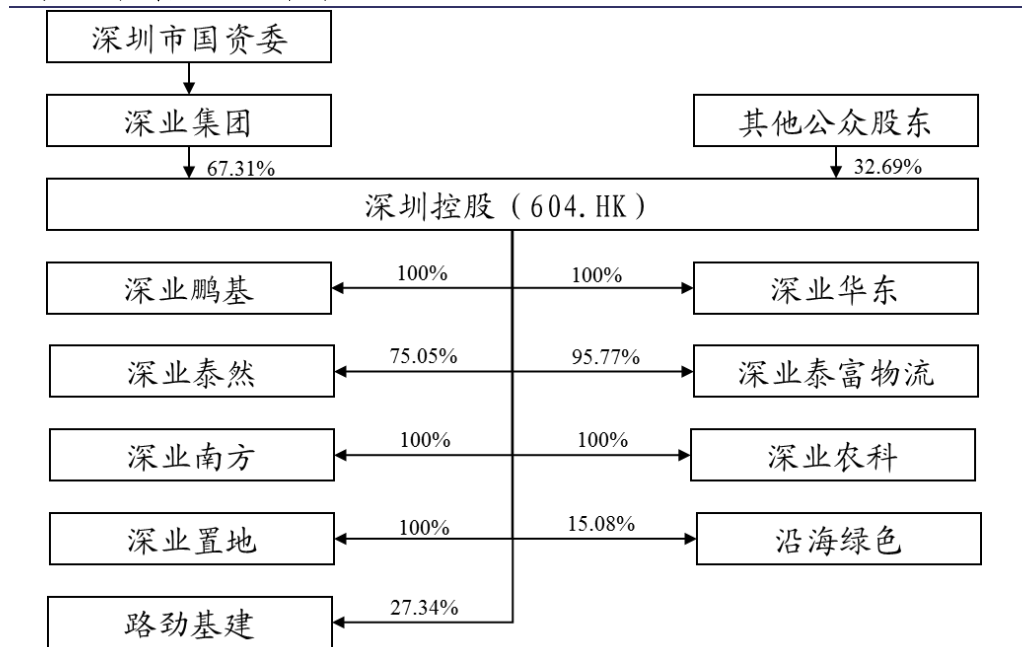 深圳市国资委
深业集团
其他公众股东
67.31%
32.69%
深圳控股（604.HK）
深业鹏基
100%
100%
深业华东
深业泰然
75.05%
95.77%
深业泰富物流
深业南方
100%
100%
深业农科
深业置地
100%
15.08%
沿海绿色
路劲基建
27.34%